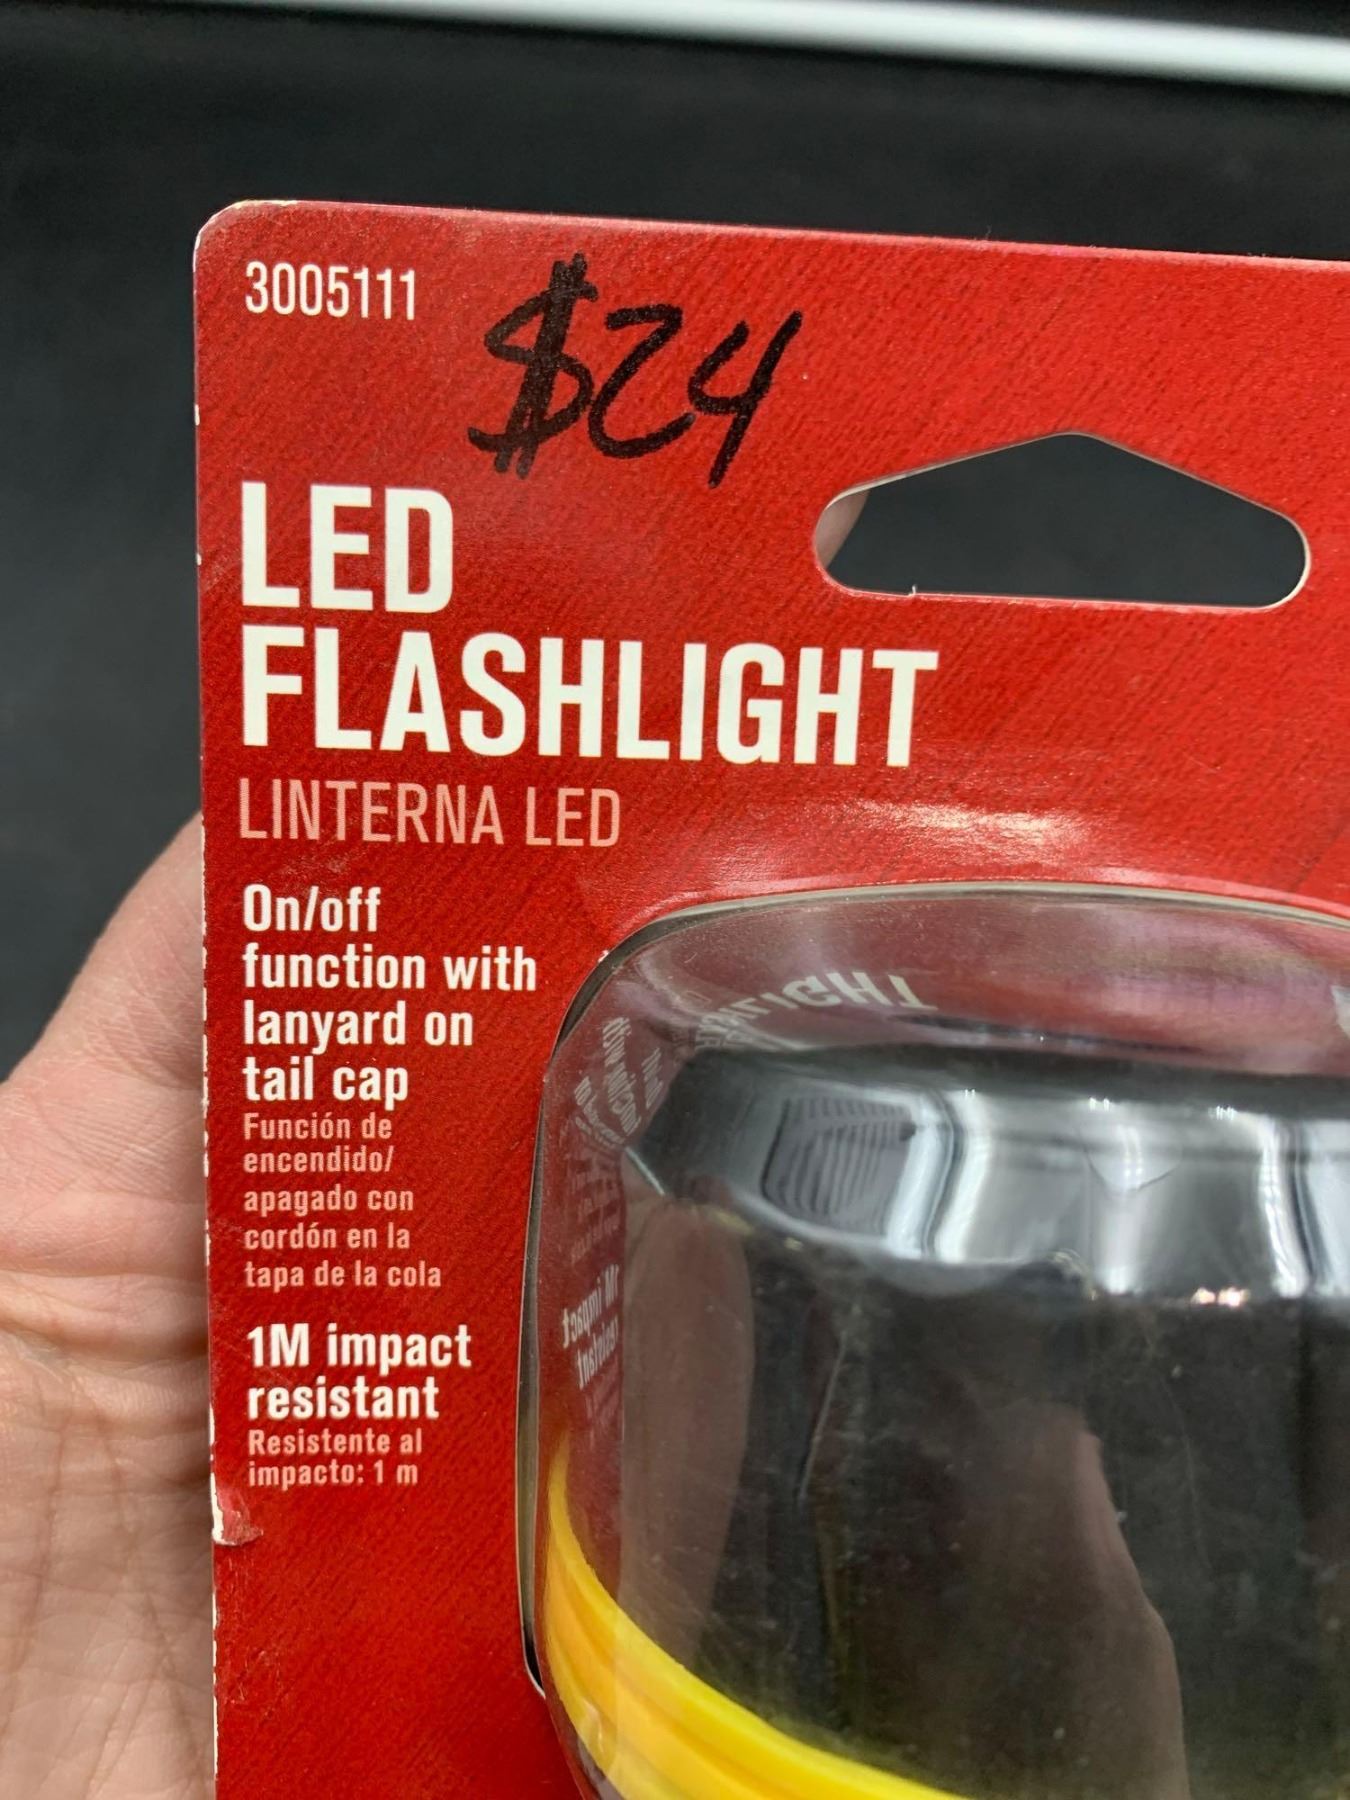 3005111
$24
LED
FLASHLIGHT
LINTERNA LED
On/off
function with
lanyard on
tail cap
Función de
encendido/
apagado con
cordón en la
tapa de la cola
1M impact
resistant
Resistente al
impacto: 1 m